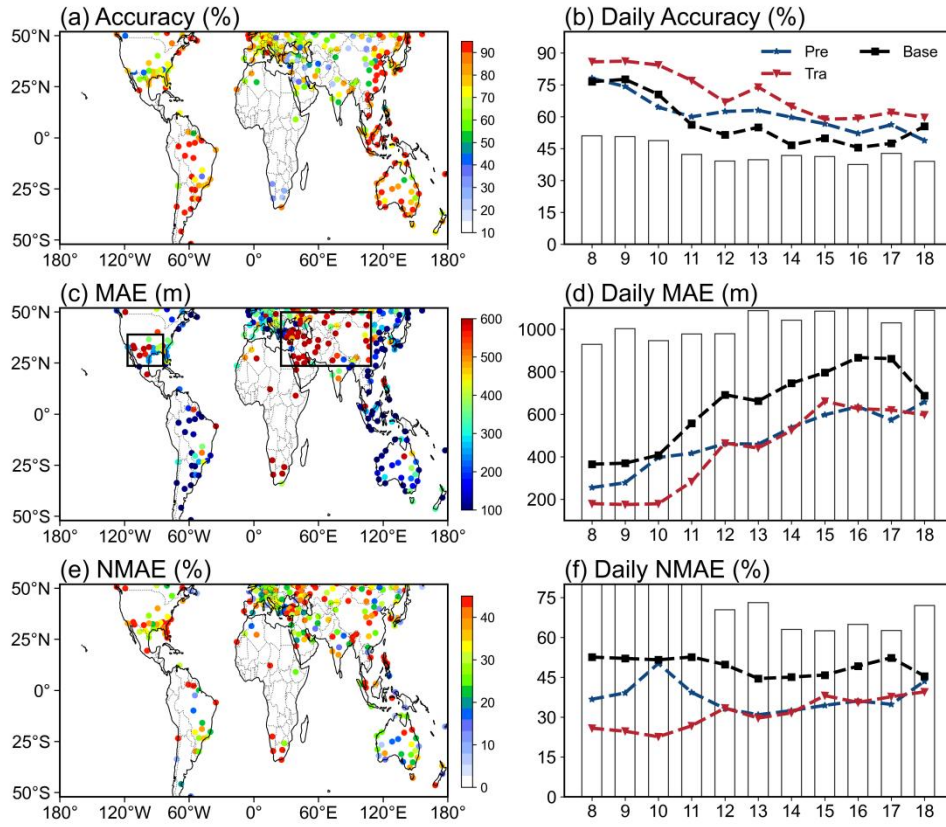 (a) Accuracy (%)
50°N
25°N
0°
25°S
50°S
180° 120°W 60°W 0° 60°E 120°E 180°
90
80
70
60
50
40
30
20
10
(b) Daily Accuracy (%)
Pre
Base
Tra
90
75
60
45
30
15
0
8 9 10 11 12 13 14 15 16 17 18
(c) MAE (m)
50°N
25°N
0°
25°S
50°S
180° 120°W 60°W 0° 60°E 120°E 180°
600
500
400
300
200
100
(d) Daily MAE (m)
1000
800
600
400
200
8 9 10 11 12 13 14 15 16 17 18
(e) NMAE (%)
50°N
25°N
0°
25°S
50°S
180° 120°W 60°W 0° 60°E 120°E 180°
40
30
20
10
0
(f) Daily NMAE (%)
75
60
45
30
15
0
8 9 10 11 12 13 14 15 16 17 18